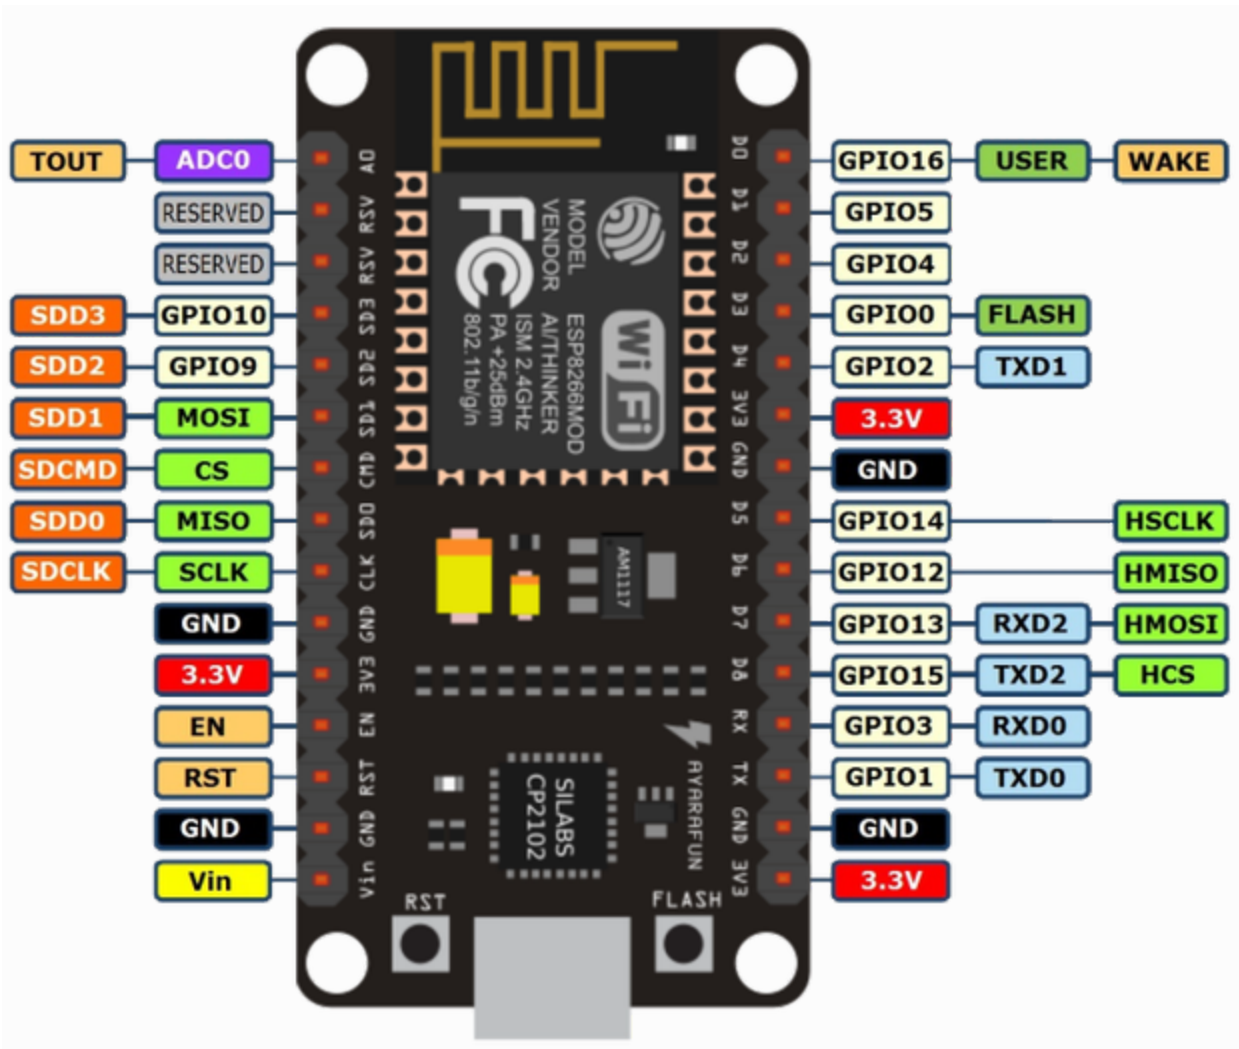 TOUT ADC0 A0 D0 GPIO16 USER WAKE
RESERVED RSV D1 GPIO5
RESERVED RSV D2 GPIO4
SDD3 GPIO10 SD3 D3 GPIO0 FLASH
SDD2 GPIO9 SD2 D4 GPIO2 TXD1
SDD1 MOSI SD1 3V3 3.3V
SDCMD CS CMD GND GND
SDD0 MISO SD0 D5 GPIO14 HSCLK
SDCLK SCLK CLK D6 GPIO12 HMISO
GND GND D7 GPIO13 RXD2 HMOSI
3.3V 3V3 D8 GPIO15 TXD2 HCS
EN EN RX GPIO3 RXD0
RST RST TX GPIO1 TXD0
GND GND GND GND
Vin Vin 3V3 3.3V
MODEL ESP8266MOD
VENDOR AI/THINKER
ISM 2.4GHz
PA +25dBm
802.11b/g/n
FC
WiFi
AM1117
SILABS
CP2102
AYARAFUN
RST
FLASH